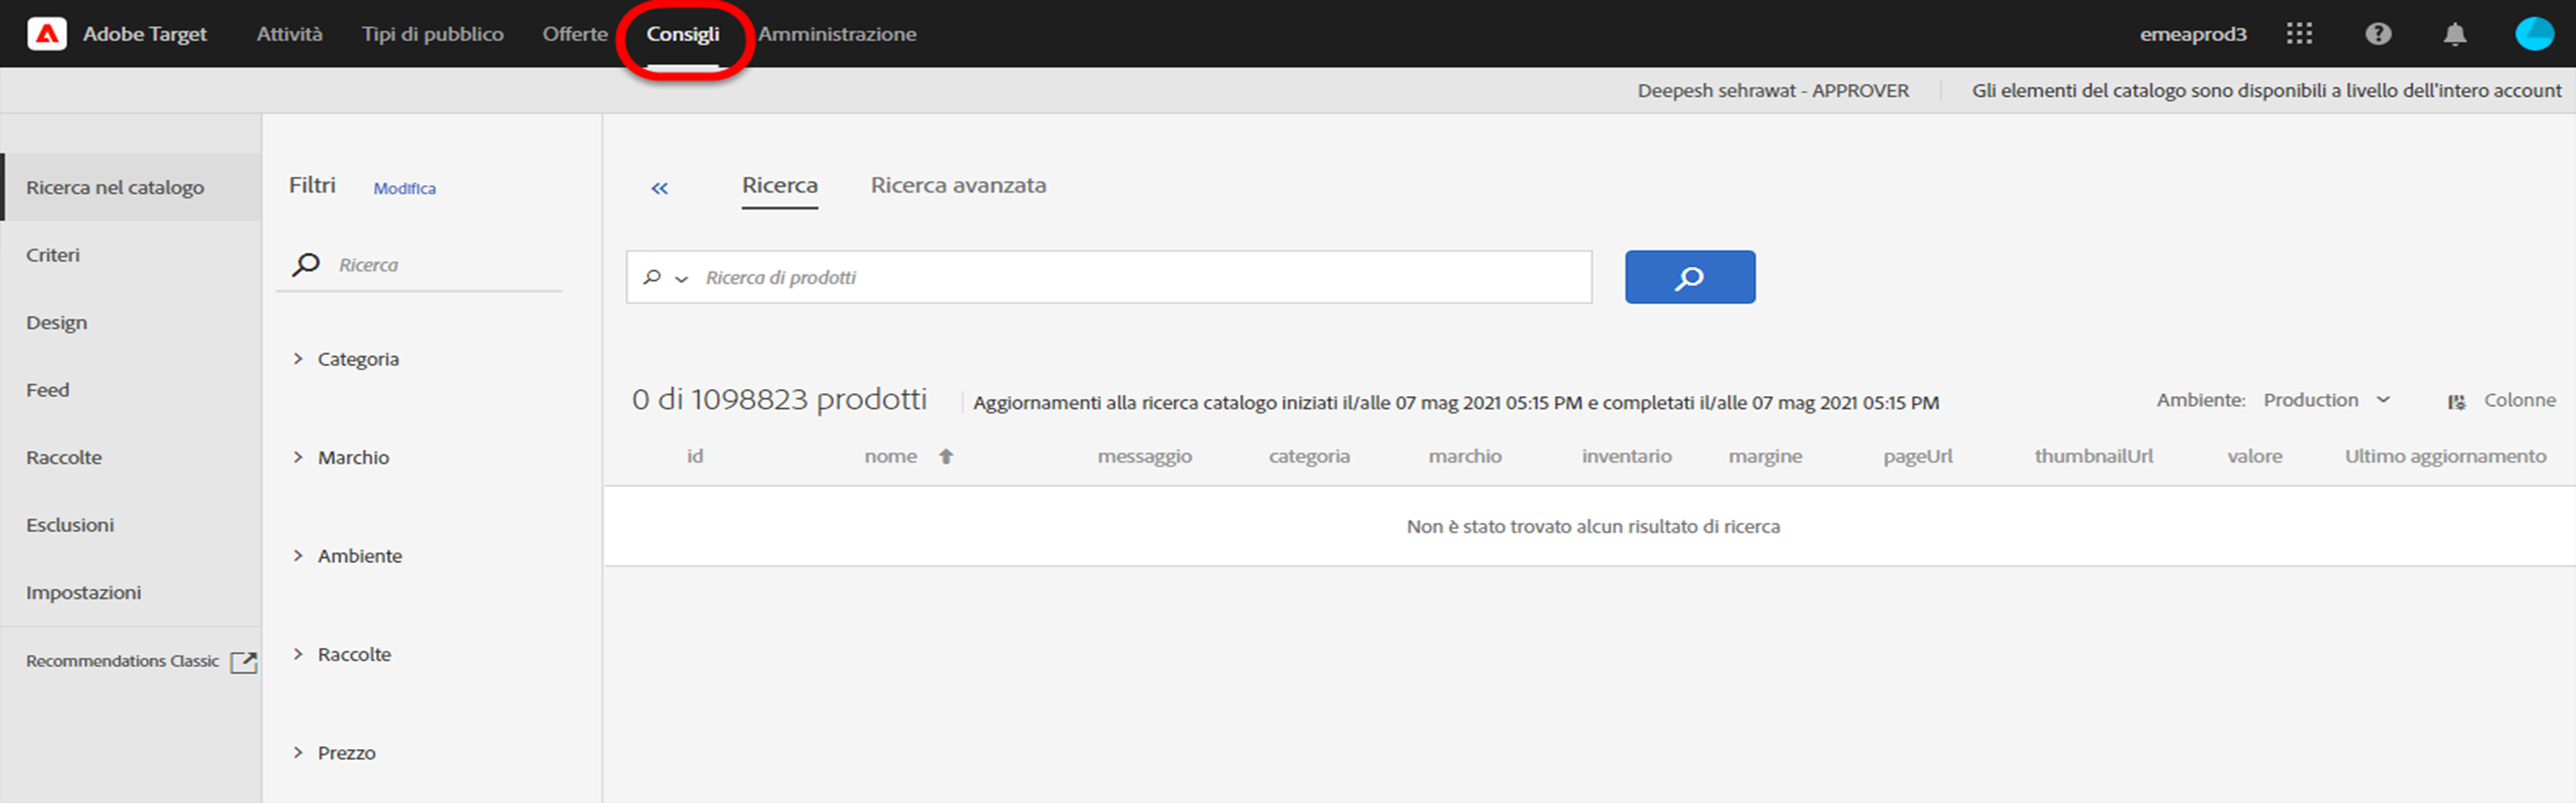 Adobe Target Attività Tipi di pubblico Offerte Consigli Amministrazione emeaprod3
Deepesh sehrawat - APPROVER Gli elementi del catalogo sono disponibili a livello dell'intero account
Ricerca nel catalogo
Criteri
Design
Feed
Raccolte
Esclusioni
Impostazioni
Recommendations Classic
Filtri Modifica
Ricerca
Categoria
Marchio
Ambiente
Raccolte
Prezzo
Ricerca Ricerca avanzata
Ricerca di prodotti
0 di 1098823 prodotti Aggiornamenti alla ricerca catalogo iniziati il/alle 07 mag 2021 05:15 PM e completati il/alle 07 mag 2021 05:15 PM Ambiente: Production Colonne
id nome messaggio categoria marchio inventario margine pageUrl thumbnailUrl valore Ultimo aggiornamento
Non è stato trovato alcun risultato di ricerca